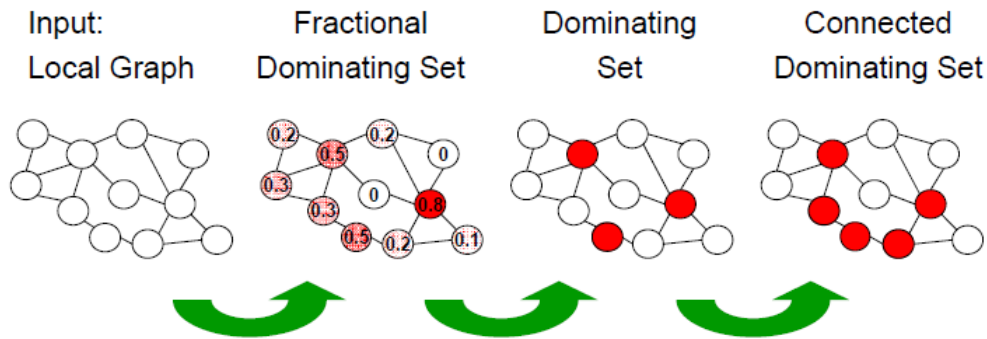 Input:
Local Graph
Fractional
Dominating Set
Dominating
Set
Connected
Dominating Set
0.2
0.2
0.5
0
0.3
0
0.3
0.8
0.5
0.2
0.1